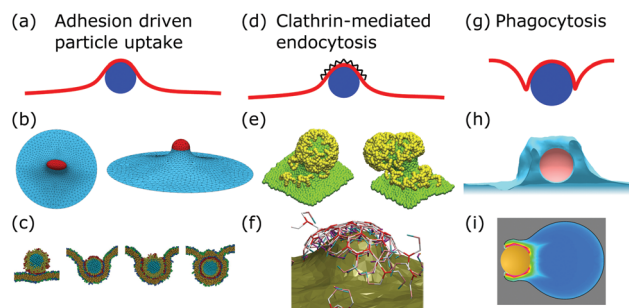 (a) Adhesion driven
particle uptake
(d) Clathrin-mediated
endocytosis
(g) Phagocytosis
(b)
(e)
(h)
(c)
(f)
(i)